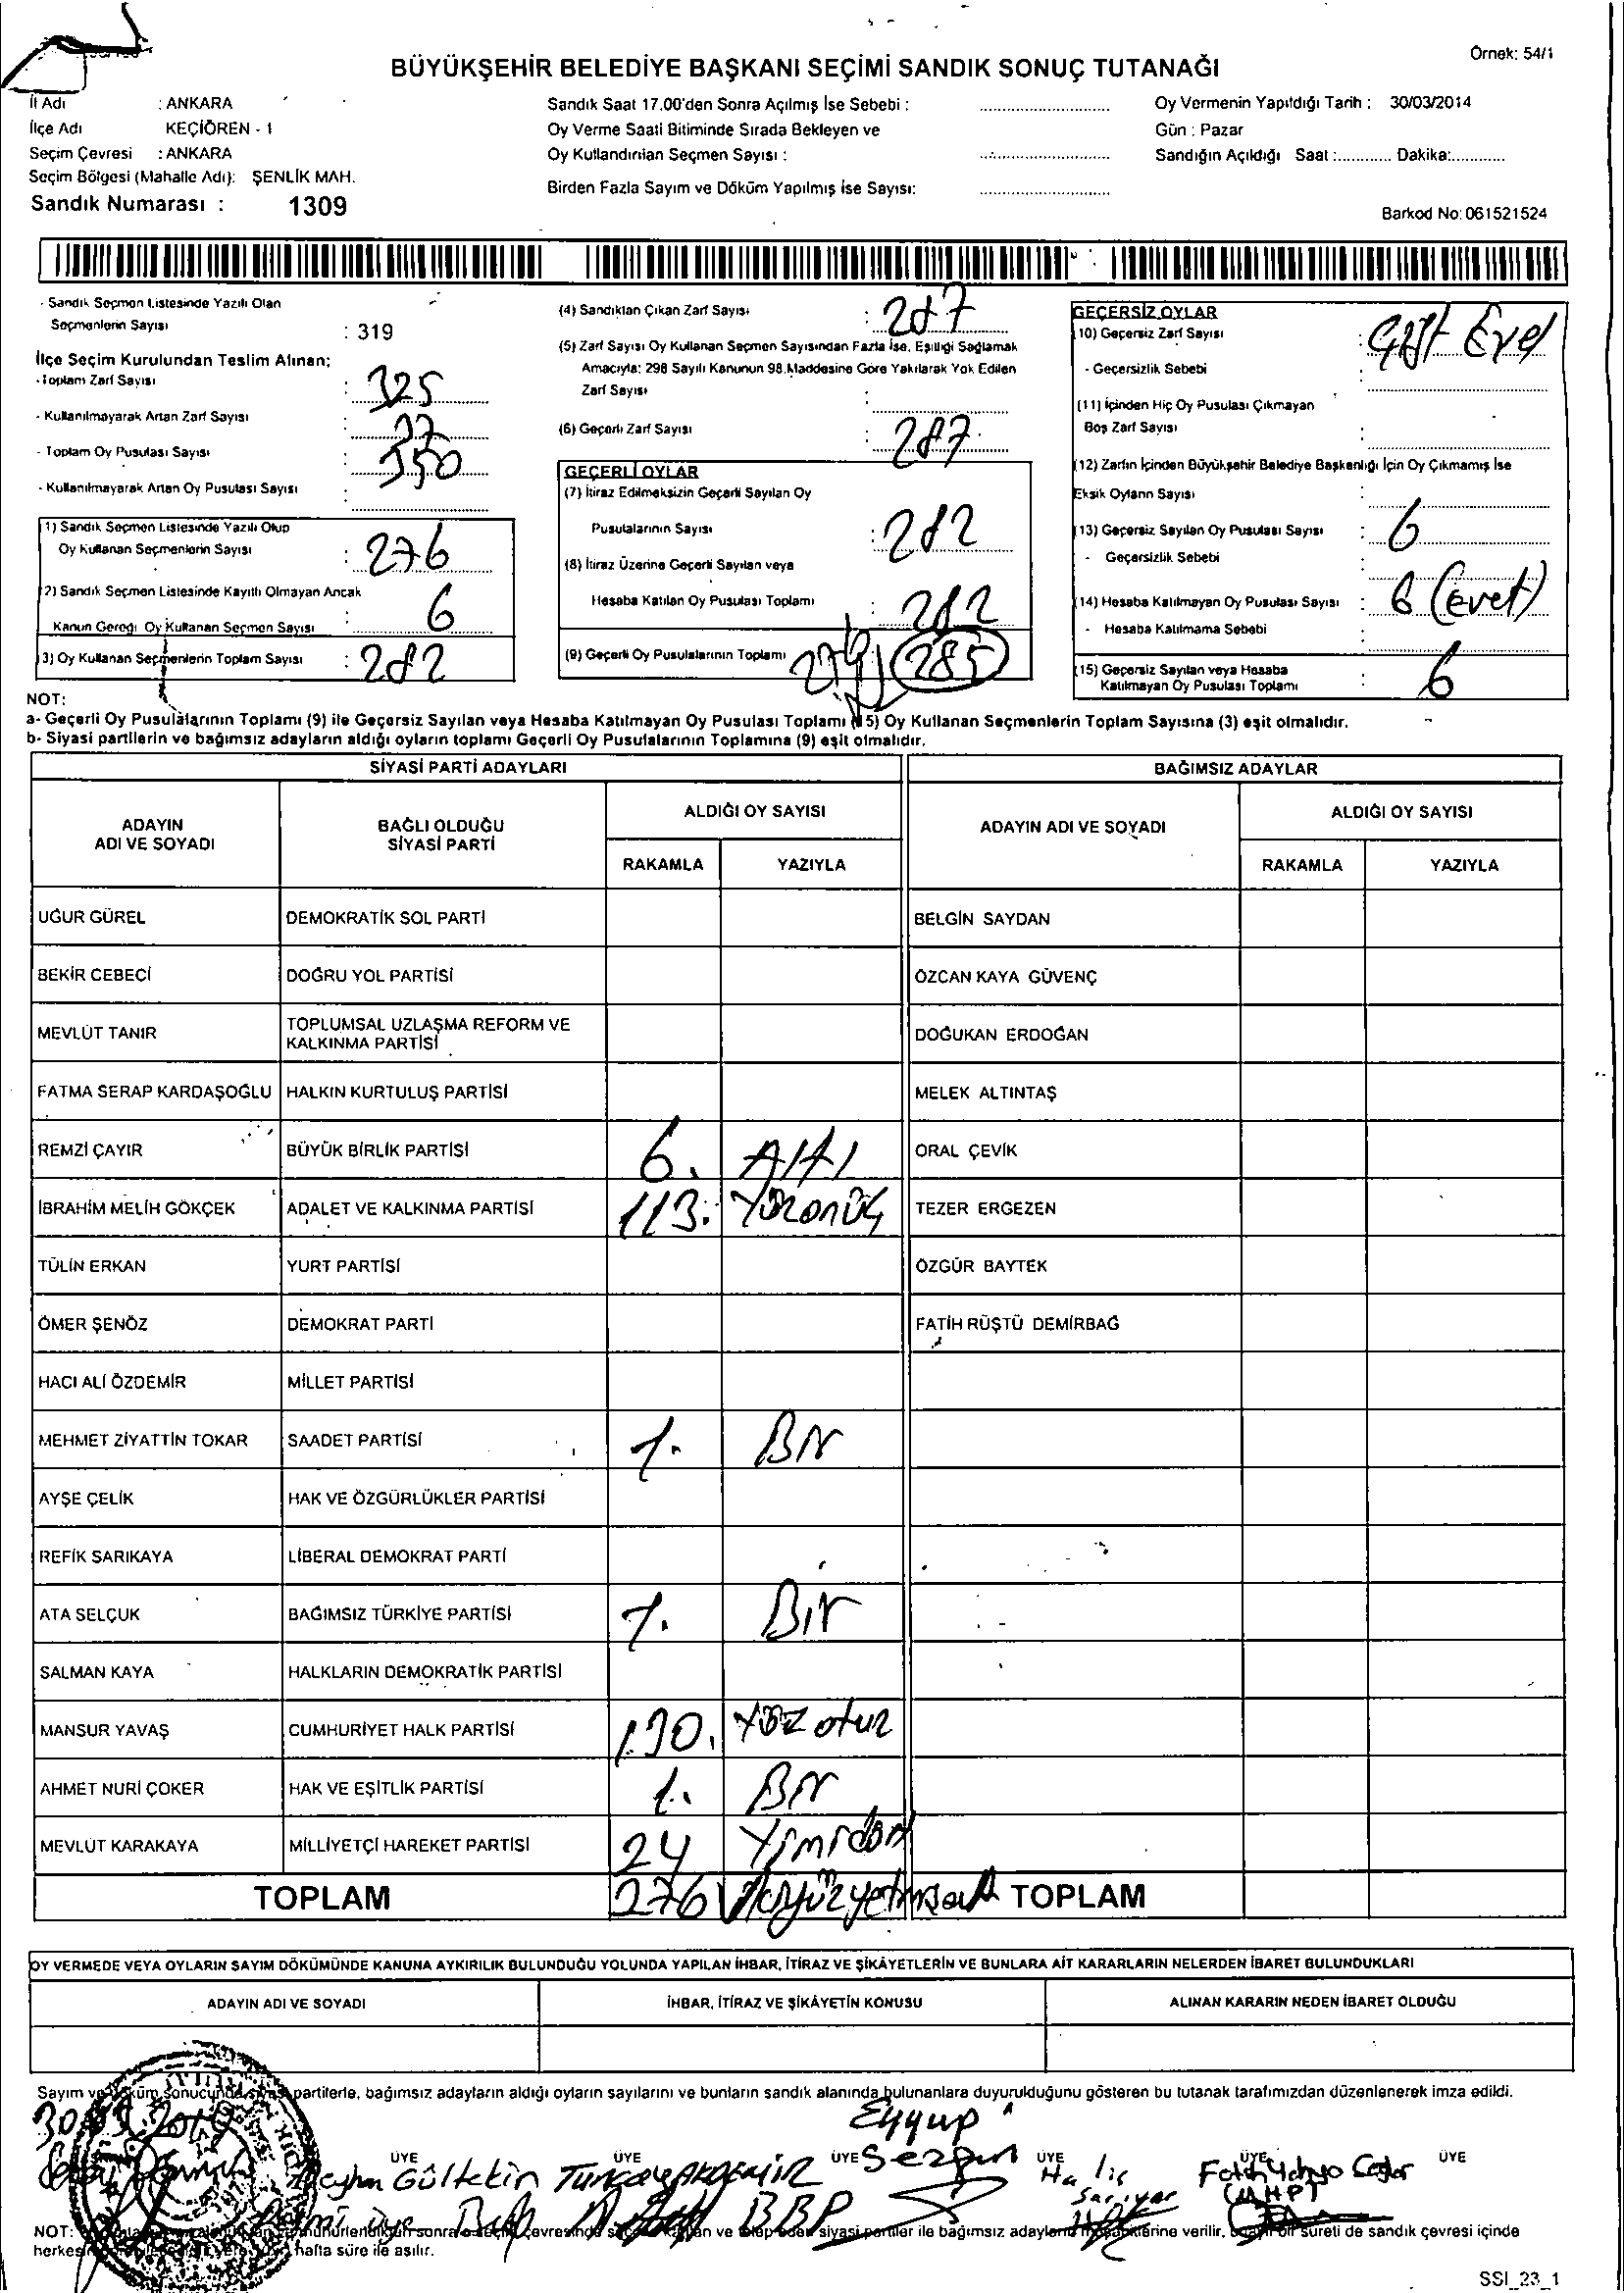 Örnek: 54/1
BÜYÜKŞEHİR BELEDİYE BAŞKANI SEÇİMİ SANDIK SONUÇ TUTANAĞI
İl Adı : ANKARA
İlçe Adı KEÇİÖREN - 1
Seçim Çevresi : ANKARA
Seçim Bölgesi (Mahalle Adı): ŞENLİK MAH.
Sandık Numarası : 1309
Sandık Saat 17.00'den Sonra Açılmış İse Sebebi :
Oy Verme Saati Bitiminde Sırada Bekleyen ve
Oy Kullandırılan Seçmen Sayısı :
Birden Fazla Sayım ve Döküm Yapılmış İse Sayısı:
Oy Vermenin Yapıldığı Tarih : 30/03/2014
Gün : Pazar
Sandığın Açıldığı Saat :............ Dakika:............
Barkod No: 061521524
- Sandık Seçmen Listesinde Yazılı Olan
Seçmenlerin Sayısı : 319
İlçe Seçim Kurulundan Teslim Alınan;
- Toplam Zarf Sayısı : 325
- Kullanılmayarak Artan Zarf Sayısı :
- Toplam Oy Pusulası Sayısı : 350
- Kullanılmayarak Artan Oy Pusulası Sayısı :
1) Sandık Seçmen Listesinde Yazılı Olup
Oy Kullanan Seçmenlerin Sayısı : 276
2) Sandık Seçmen Listesinde Kayıtlı Olmayan Ancak
Kanun Gereği Oy Kullanan Seçmen Sayısı 6
3) Oy Kullanan Seçmenlerin Toplam Sayısı : 282
(4) Sandıktan Çıkan Zarf Sayısı : 287
(5) Zarf Sayısı Oy Kullanan Seçmen Sayısından Fazla İse, Eşitliği Sağlamak
Amacıyla; 298 Sayılı Kanunun 98.Maddesine Göre Yakılarak Yok Edilen
Zarf Sayısı :
(6) Geçerli Zarf Sayısı : 287
GEÇERLİ OYLAR
(7) İtiraz Edilmeksizin Geçerli Sayılan Oy
Pusulalarının Sayısı : 282
(8) İtiraz Üzerine Geçerli Sayılan veya
Hesaba Katılan Oy Pusulası Toplamı : 282
(9) Geçerli Oy Pusulalarının Toplamı 285
GEÇERSİZ OYLAR
10) Geçersiz Zarf Sayısı :
- Geçersizlik Sebebi :
(11) İçinden Hiç Oy Pusulası Çıkmayan
Boş Zarf Sayısı :
(12) Zarfın İçinden Büyükşehir Belediye Başkanlığı İçin Oy Çıkmamış İse
Eksik Oyların Sayısı :
13) Geçersiz Sayılan Oy Pusulası Sayısı : 6
- Geçersizlik Sebebi :
14) Hesaba Katılmayan Oy Pusulası Sayısı : 6 (Evet)
- Hesaba Katılmama Sebebi :
15) Geçersiz Sayılan veya Hesaba
Katılmayan Oy Pusulası Toplamı : 6
NOT:
a- Geçerli Oy Pusulalarının Toplamı (9) ile Geçersiz Sayılan veya Hesaba Katılmayan Oy Pusulası Toplamı (15) Oy Kullanan Seçmenlerin Toplam Sayısına (3) eşit olmalıdır.
b- Siyasi partilerin ve bağımsız adayların aldığı oyların toplamı Geçerli Oy Pusulalarının Toplamına (9) eşit olmalıdır.
SİYASİ PARTİ ADAYLARI BAĞIMSIZ ADAYLAR
ADAYIN ADI VE SOYADI BAĞLI OLDUĞU SİYASİ PARTİ ALDIĞI OY SAYISI ADAYIN ADI VE SOYADI ALDIĞI OY SAYISI
RAKAMLA YAZIYLA RAKAMLA YAZIYLA
UĞUR GÜREL DEMOKRATİK SOL PARTİ BELGİN SAYDAN
BEKİR CEBECİ DOĞRU YOL PARTİSİ ÖZCAN KAYA GÜVENÇ
MEVLÜT TANIR TOPLUMSAL UZLAŞMA REFORM VE KALKINMA PARTİSİ DOĞUKAN ERDOĞAN
FATMA SERAP KARDAŞOĞLU HALKIN KURTULUŞ PARTİSİ MELEK ALTINTAŞ
REMZİ ÇAYIR BÜYÜK BİRLİK PARTİSİ 6. Altı ORAL ÇEVİK
İBRAHİM MELİH GÖKÇEK ADALET VE KALKINMA PARTİSİ 113. Yüzonüç TEZER ERGEZEN
TÜLİN ERKAN YURT PARTİSİ ÖZGÜR BAYTEK
ÖMER ŞENÖZ DEMOKRAT PARTİ FATİH RÜŞTÜ DEMİRBAĞ
HACI ALİ ÖZDEMİR MİLLET PARTİSİ
MEHMET ZİYATTİN TOKAR SAADET PARTİSİ 1. Bir
AYŞE ÇELİK HAK VE ÖZGÜRLÜKLER PARTİSİ
REFİK SARIKAYA LİBERAL DEMOKRAT PARTİ
ATA SELÇUK BAĞIMSIZ TÜRKİYE PARTİSİ 1. Bir
SALMAN KAYA HALKLARIN DEMOKRATİK PARTİSİ
MANSUR YAVAŞ CUMHURİYET HALK PARTİSİ 130. Yüz otuz
AHMET NURİ ÇOKER HAK VE EŞİTLİK PARTİSİ 1. Bir
MEVLÜT KARAKAYA MİLLİYETÇİ HAREKET PARTİSİ 24 Yimidört
TOPLAM 276 TOPLAM
OY VERMEDE VEYA OYLARIN SAYIM DÖKÜMÜNDE KANUNA AYKIRILIK BULUNDUĞU YOLUNDA YAPILAN İHBAR, İTİRAZ VE ŞİKÂYETLERİN VE BUNLARA AİT KARARLARIN NELERDEN İBARET BULUNDUKLARI
ADAYIN ADI VE SOYADI İHBAR, İTİRAZ VE ŞİKÂYETİN KONUSU ALINAN KARARIN NEDEN İBARET OLDUĞU
Sayım ve döküm sonucunda siyasi partilerle, bağımsız adayların aldığı oyların sayılarını ve bunların sandık alanında bulunanlara duyurulduğunu gösteren bu tutanak tarafımızdan düzenlenerek imza edildi.
Eyyup
ÜYE ÜYE ÜYE Sezgin ÜYE ÜYE ÜYE
Gültekin Tuncay AKDEMİR Halis Fatih Yahya
Sarıyar (MHP)
üye BBP
NOT: sonra seçim çevresinde ve talep eden siyasi partiler ile bağımsız adayların verilir, sureti de sandık çevresi içinde
hafta süre ile asılır.
SSI_23_1